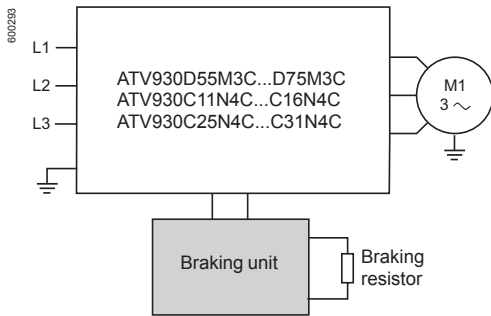 600293
L1
L2
L3
ATV930D55M3C...D75M3C
ATV930C11N4C...C16N4C
ATV930C25N4C...C31N4C
M1
3 ~
Braking unit
Braking
resistor